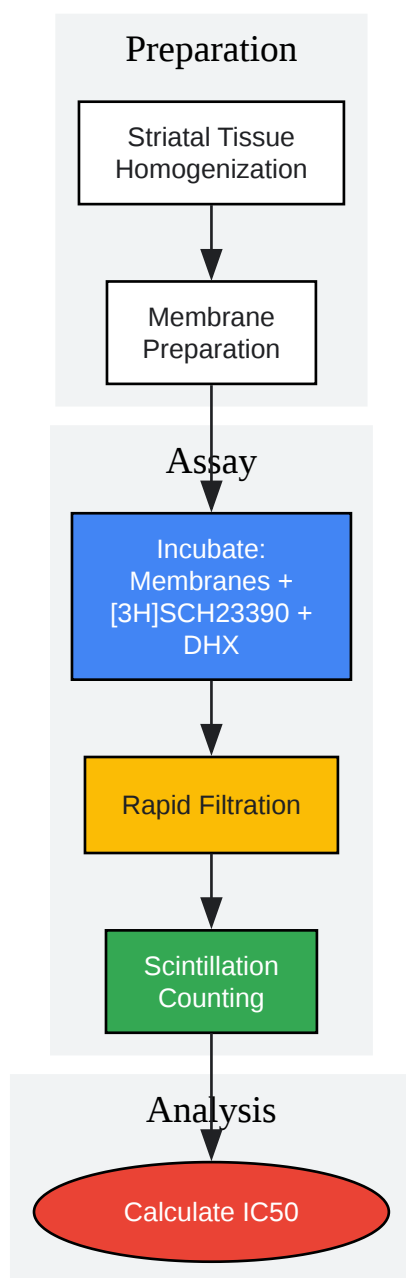 Preparation
Striatal Tissue
Homogenization
Membrane
Preparation
Assay
Incubate:
Membranes +
[3H]SCH23390 +
DHX
Rapid Filtration
Scintillation
Counting
Analysis
Calculate IC50